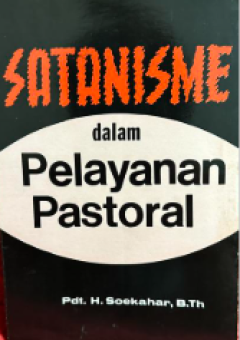 SATANISME
dalam
Pelayanan
Pastoral
Pdt. H. Soekahar, B.Th